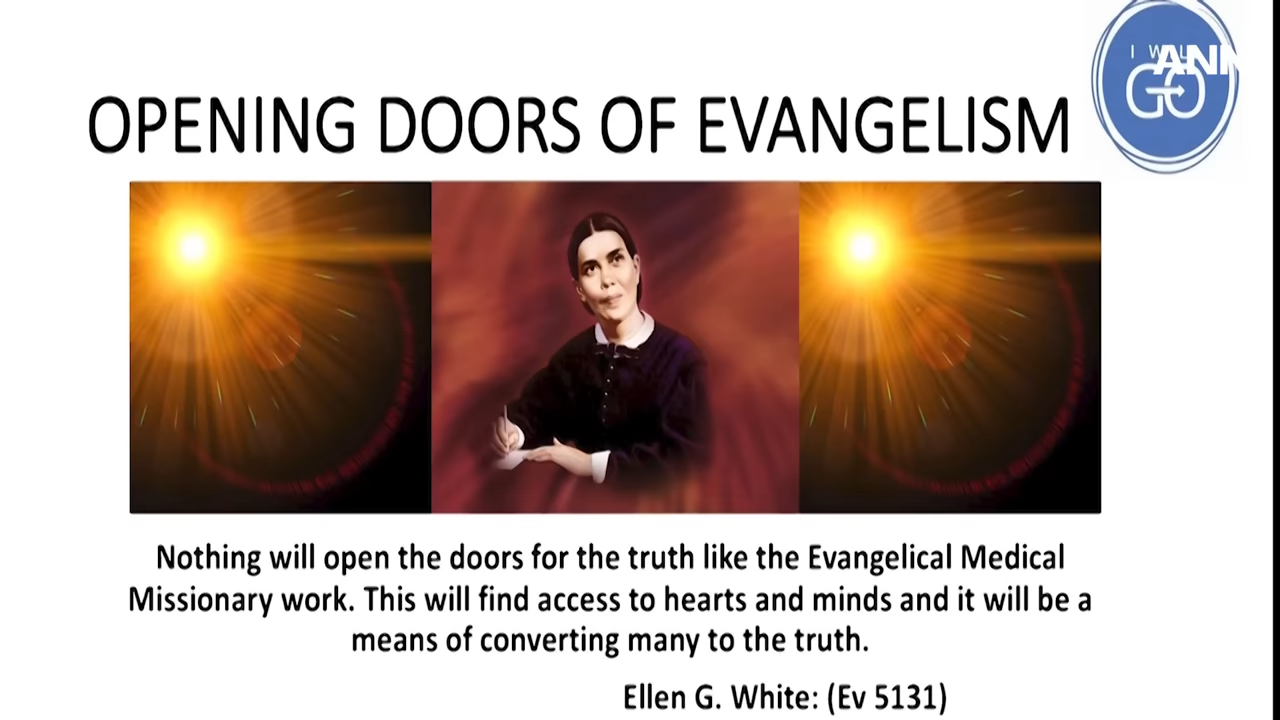 I WILL
GO
OPENING DOORS OF EVANGELISM
Nothing will open the doors for the truth like the Evangelical Medical
Missionary work. This will find access to hearts and minds and it will be a
means of converting many to the truth.
Ellen G. White: (Ev 5131)